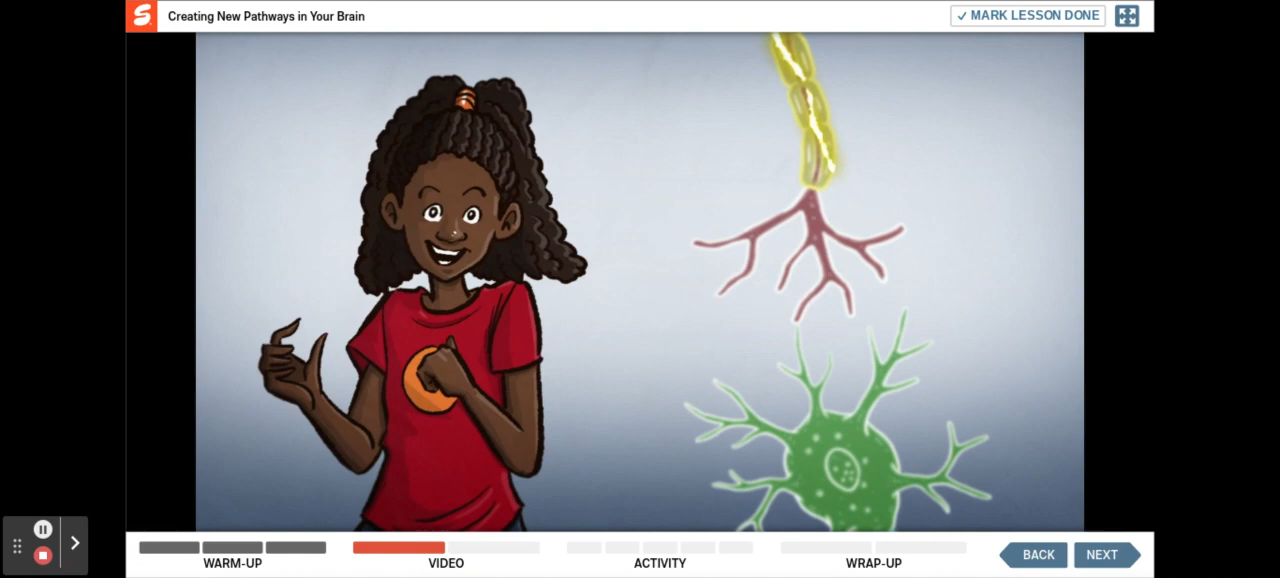 Creating New Pathways in Your Brain
✓ MARK LESSON DONE
WARM-UP
VIDEO
ACTIVITY
WRAP-UP
BACK
NEXT